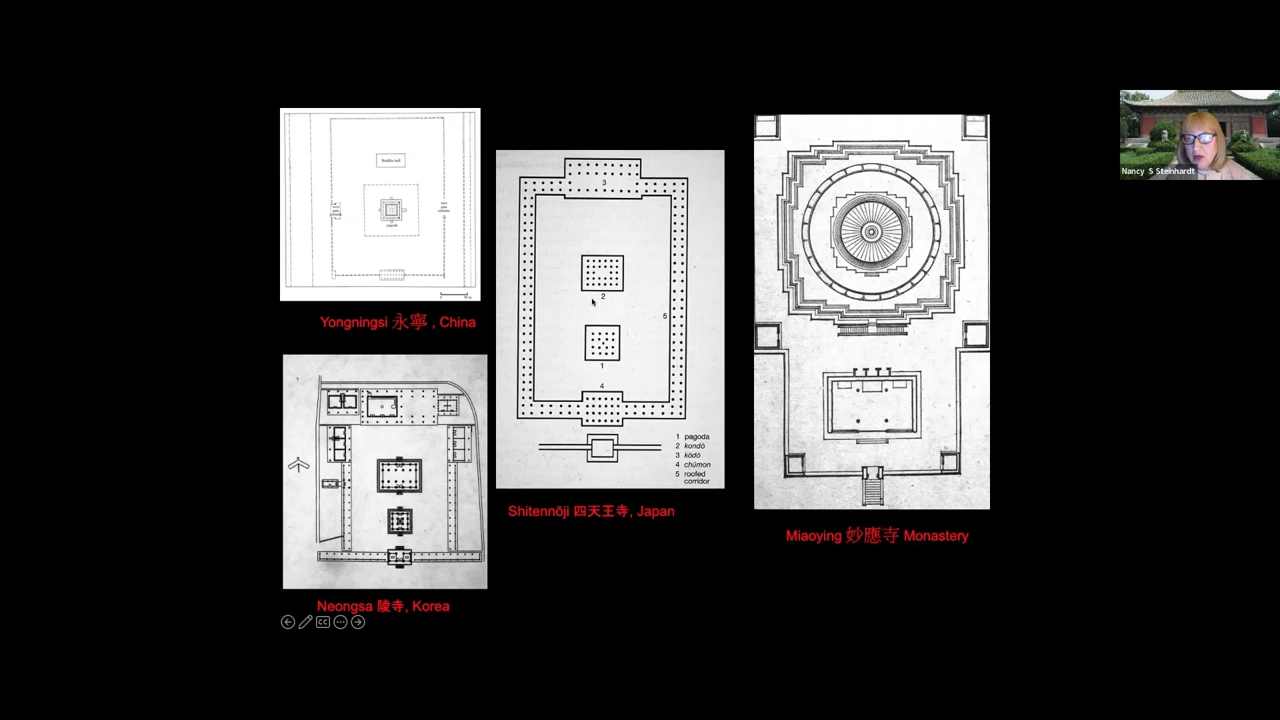 Buddha hall
pagoda
Yongningsi 永寧 , China
Neongsa 陵寺, Korea
3
2
5
1
4
1 pagoda
2 kondō
3 kōdō
4 chūmon
5 roofed
corridor
Shitennōji 四天王寺, Japan
Miaoying 妙應寺 Monastery
Nancy S Steinhardt
CC